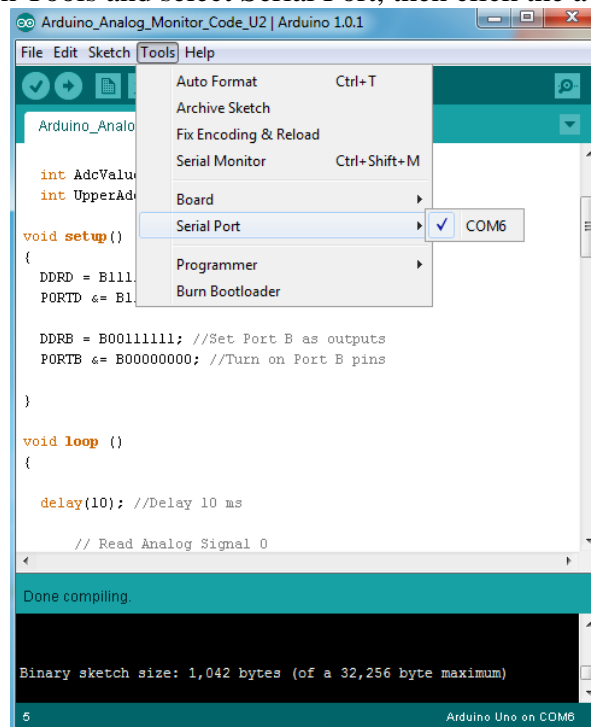 Tools and select Serial Port, then click the
Arduino_Analog_Monitor_Code_U2 | Arduino 1.0.1
File Edit Sketch Tools Help
Auto Format Ctrl+T
Archive Sketch
Fix Encoding & Reload
Serial Monitor Ctrl+Shift+M
Board
Serial Port
COM6
Programmer
Burn Bootloader
Arduino_Analo
int AdcValu
int UpperAd
void setup()
{
DDRD = B111
PORTD &= B1
DDRB = B00111111; //Set Port B as outputs
PORTB &= B00000000; //Turn on Port B pins
}
void loop ()
{
delay(10); //Delay 10 ms
// Read Analog Signal 0
Done compiling.
Binary sketch size: 1,042 bytes (of a 32,256 byte maximum)
5
Arduino Uno on COM6